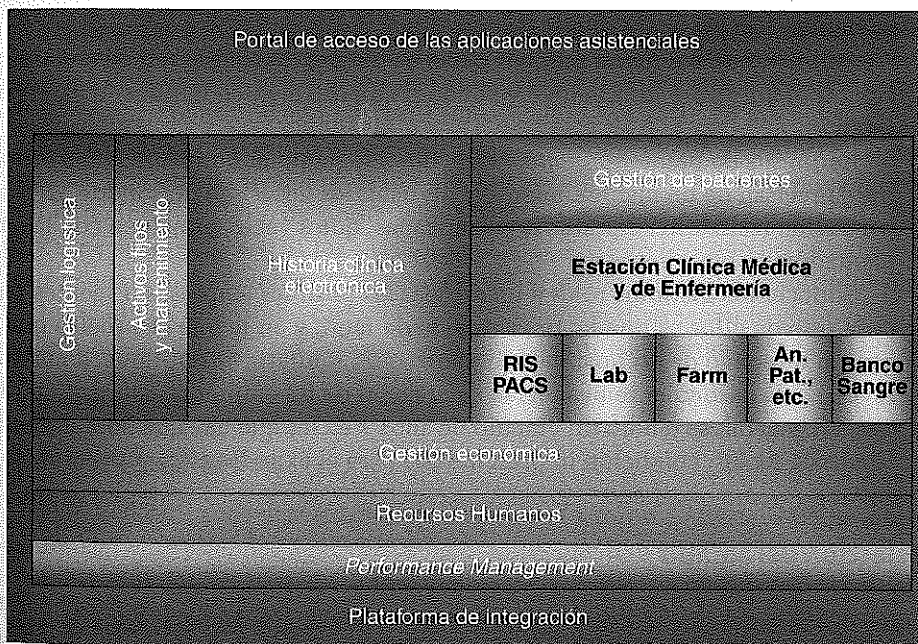 Portal de acceso de las aplicaciones asistenciales
Gestión logística
Activos fijos
y mantenimiento
Historia clínica
electrónica
Gestión de pacientes
Estación Clínica Médica
y de Enfermería
RIS
PACS
Lab
Farm
An.
Pat.,
etc.
Banco
Sangre
Gestión económica
Recursos Humanos
Performance Management
Plataforma de integración